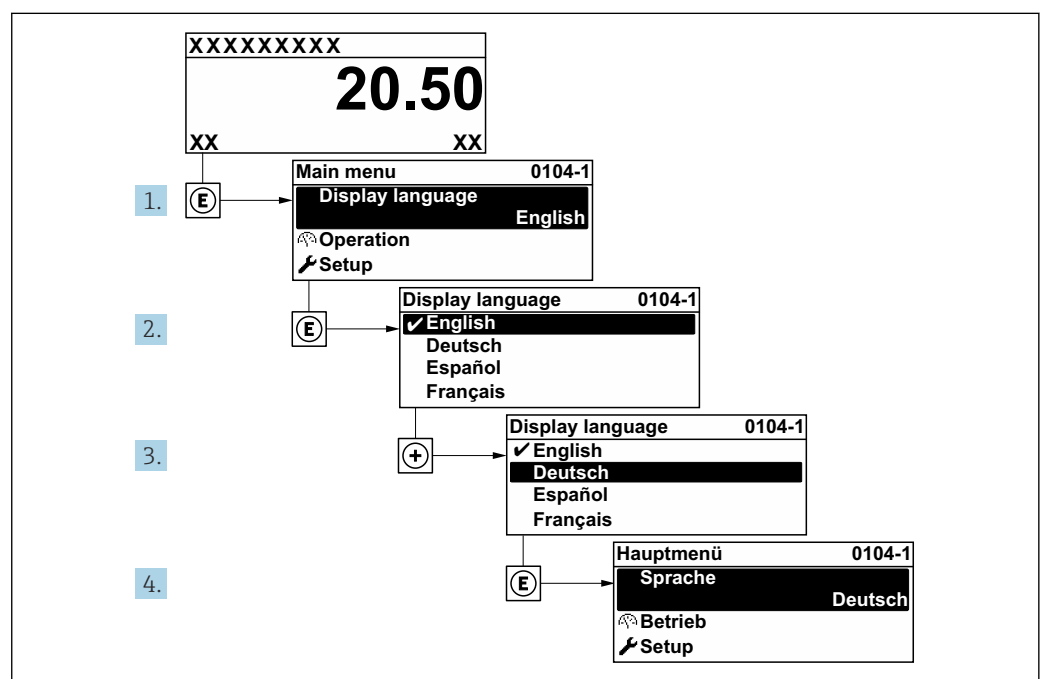 XXXXXXXXX
20.50
XX XX
1. E Main menu 0104-1
Display language
English
Operation
Setup
2. E Display language 0104-1
✔English
Deutsch
Español
Français
3. + Display language 0104-1
✔English
Deutsch
Español
Français
4. E Hauptmenü 0104-1
Sprache
Deutsch
Betrieb
Setup